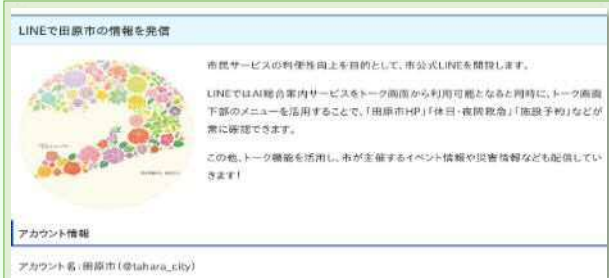 LINEで田原市の情報を発信
市民サービスの利便性向上を目的として、市公式LINEを開設します。
LINEではAI総合案内サービスをトーク画面から利用可能となると同時に、トーク画面
下部のメニューを活用することで、「田原市HP」「休日・夜間救急」「施設予約」などが
常に確認できます。
この他、トーク機能を活用し、市が主催するイベント情報や災害情報なども配信してい
きます!
アカウント情報
アカウント名:田原市(@tahara_city)